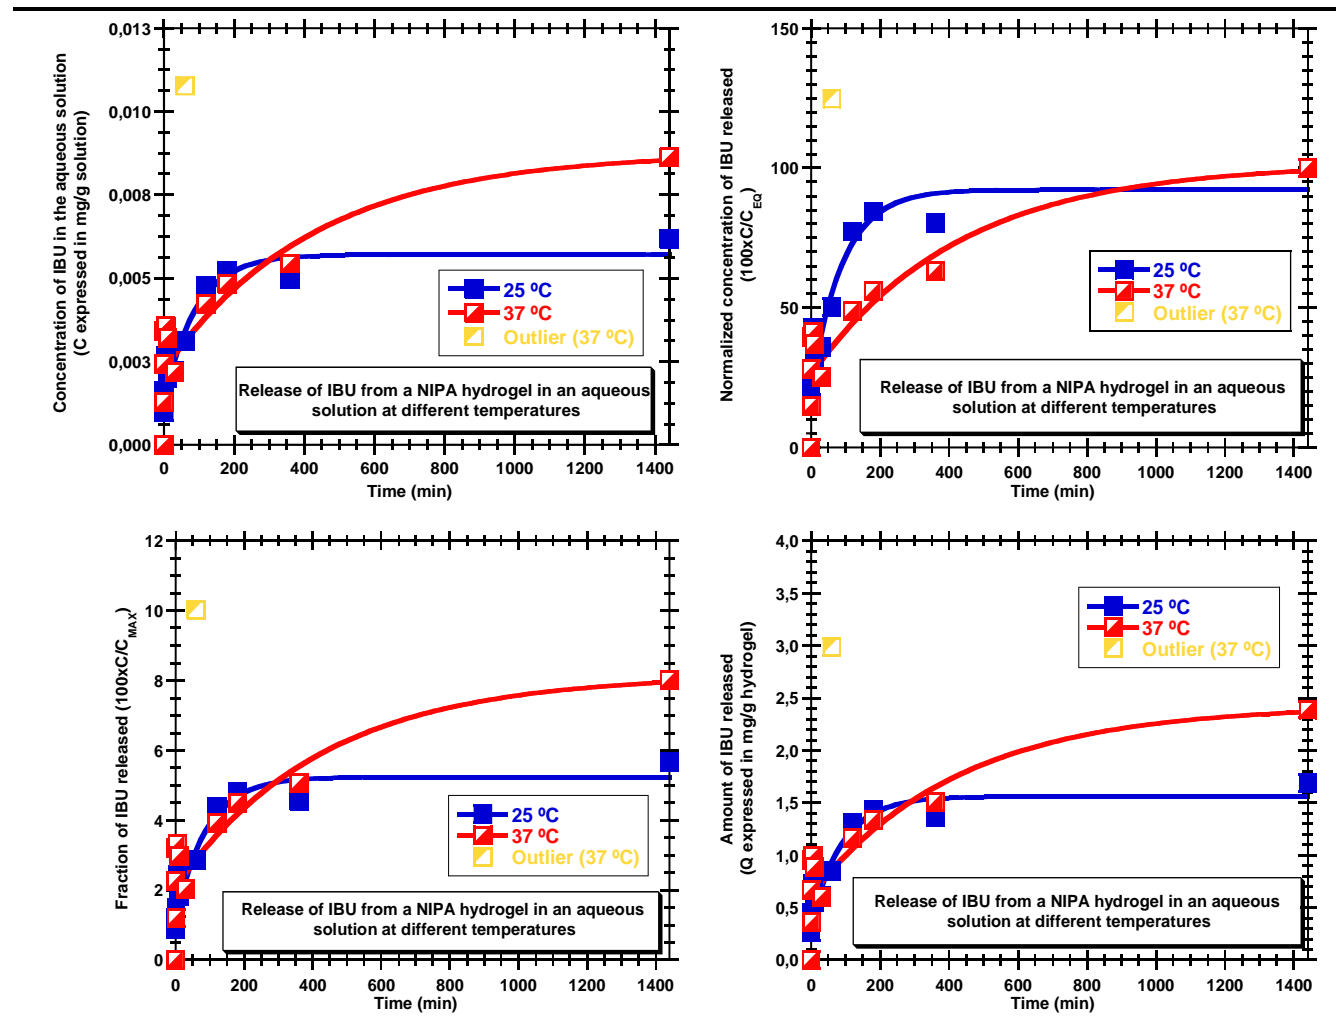 Concentration of IBU in the aqueous solution
(C expressed in mg/g solution)
0,013
0,010
0,008
0,005
0,003
0,000
25 ºC
37 ºC
Outlier (37 ºC)
Release of IBU from a NIPA hydrogel in an aqueous
solution at different temperatures
0 200 400 600 800 1000 1200 1400
Time (min)
Normalized concentration of IBU released
(100xC/C_EQ)
150
100
50
0
25 ºC
37 ºC
Outlier (37 ºC)
Release of IBU from a NIPA hydrogel in an aqueous
solution at different temperatures
0 200 400 600 800 1000 1200 1400
Time (min)
Fraction of IBU released (100xC/C_MAX)
12
10
8
6
4
2
0
25 ºC
37 ºC
Outlier (37 ºC)
Release of IBU from a NIPA hydrogel in an aqueous
solution at different temperatures
0 200 400 600 800 1000 1200 1400
Time (min)
Amount of IBU released
(Q expressed in mg/g hydrogel)
4,0
3,5
3,0
2,5
2,0
1,5
1,0
0,5
0,0
25 ºC
37 ºC
Outlier (37 ºC)
Release of IBU from a NIPA hydrogel in an aqueous
solution at different temperatures
0 200 400 600 800 1000 1200 1400
Time (min)